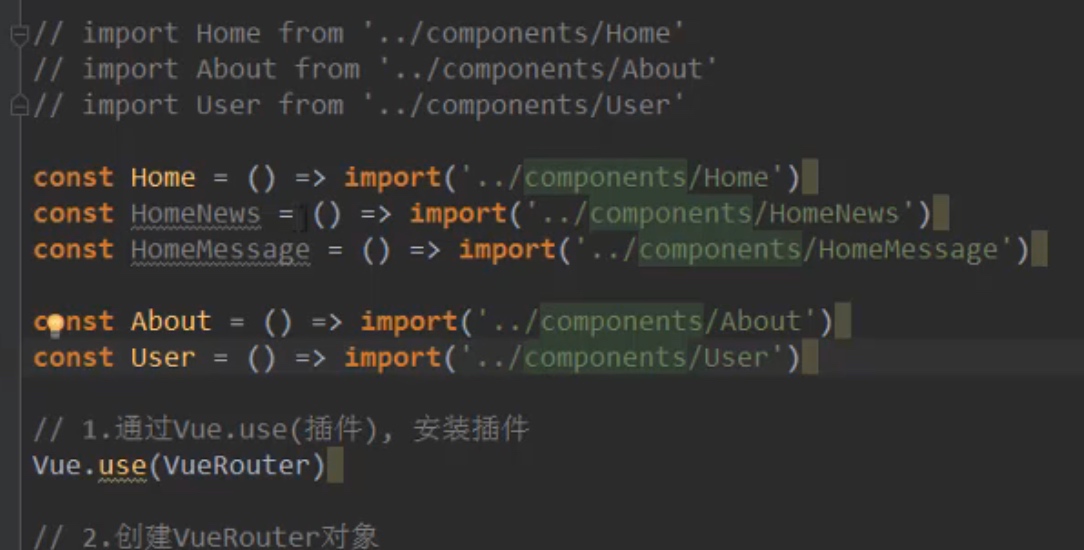 // import Home from '../components/Home'
// import About from '../components/About'
// import User from '../components/User'
const Home = () => import('../components/Home')
const HomeNews = () => import('../components/HomeNews')
const HomeMessage = () => import('../components/HomeMessage')
const About = () => import('../components/About')
const User = () => import('../components/User')
// 1.通过Vue.use(插件), 安装插件
Vue.use(VueRouter)
// 2.创建VueRouter对象